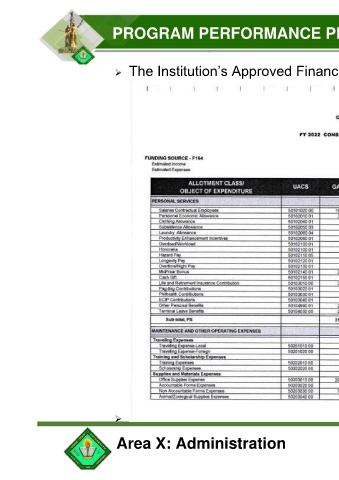 PROGRAM PERFORMANCE P
➢ The Institution's Approved Financ
FY 2022 CONS
FUNDING SOURCE - F164
Estimated Income
Estimated Expenses
ALLOTMENT CLASS/
OBJECT OF EXPENDITURE UACS GA
PERSONAL SERVICES
Salaries Contractual Employees 50101020 00
Personnel Economic Allowance 50102010 01
Clothing Allowance 50102040 01
Subsistence Allowance 50102050 03
Laundry Allowance 50102060 04
Productivity Enhancement Incentives 50102080 01
Overload/Workload 50102100 01
Honoraria 50102100 01
Hazard Pay 50102110 05
Longevity Pay 50102120 01
Overtime/Night Pay 50102130 01
Mid/Year Bonus 50102140 01
Cash Gift 50102150 01
Life and Retirement Insurance Contribution 50103010 00
Pag-Ibig Contributions 50103020 01
PhilHealth Contributions 50103030 01
ECIP Contributions 50103040 01
Other Personal Benefits 50104990 01
Terminal Leave Benefits 50104030 00
Sub-total, PS
MAINTENANCE AND OTHER OPERATING EXPENSES
Traveling Expenses
Traveling Expense-Local 50201010 00
Traveling Expense-Foreign 50201020 00
Training and Scholarship Expenses
Training Expenses 50202010 00
Scholarship Expenses 50202020 00
Supplies and Materials Expenses
Office Supplies Expense 50203010 00
Accountable Forms Expenses 50203020 00
Non Accountable Forms Expenses 50203030 00
Animal/Zoological Supplies Expenses 50203040 00
➢
Area X: Administration